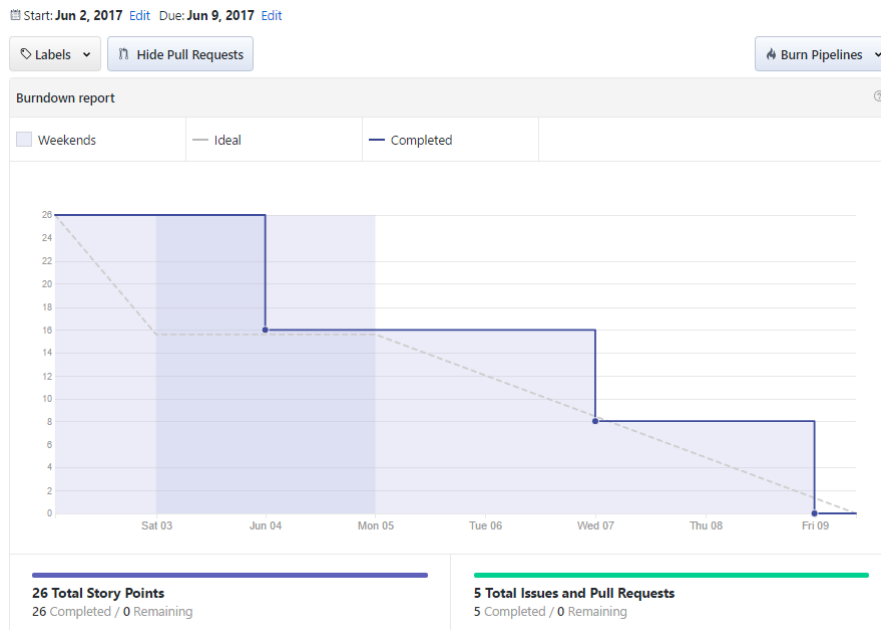 Start: Jun 2, 2017 Edit Due: Jun 9, 2017 Edit
Labels Hide Pull Requests Burn Pipelines
Burndown report
Weekends Ideal Completed
26
24
22
20
18
16
14
12
10
8
6
4
2
0
Sat 03 Jun 04 Mon 05 Tue 06 Wed 07 Thu 08 Fri 09
26 Total Story Points
26 Completed / 0 Remaining
5 Total Issues and Pull Requests
5 Completed / 0 Remaining